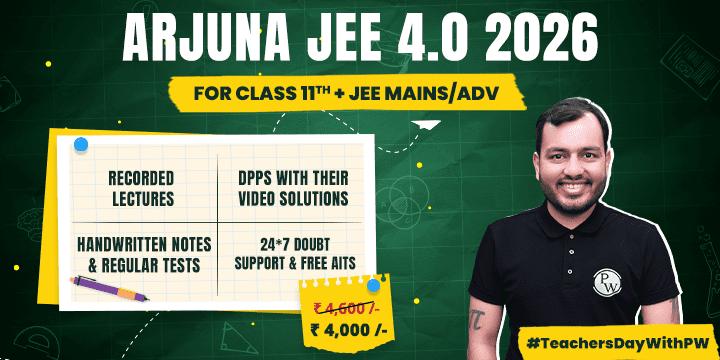 ARJUNA JEE 4.0 2026
FOR CLASS 11TH + JEE MAINS/ADV
RECORDED
LECTURES
DPPS WITH THEIR
VIDEO SOLUTIONS
HANDWRITTEN NOTES
& REGULAR TESTS
24*7 DOUBT
SUPPORT & FREE AITS
₹ 4,600 /-
₹ 4,000 /-
PW
π
#TeachersDayWithPW